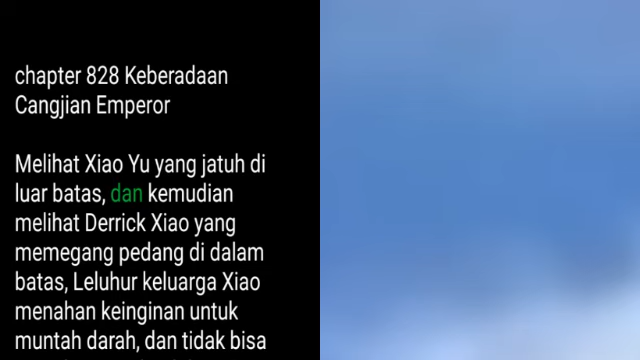 chapter 828 Keberadaan
Cangjian Emperor
Melihat Xiao Yu yang jatuh di
luar batas, dan kemudian
melihat Derrick Xiao yang
memegang pedang di dalam
batas, Leluhur keluarga Xiao
menahan keinginan untuk
muntah darah, dan tidak bisa